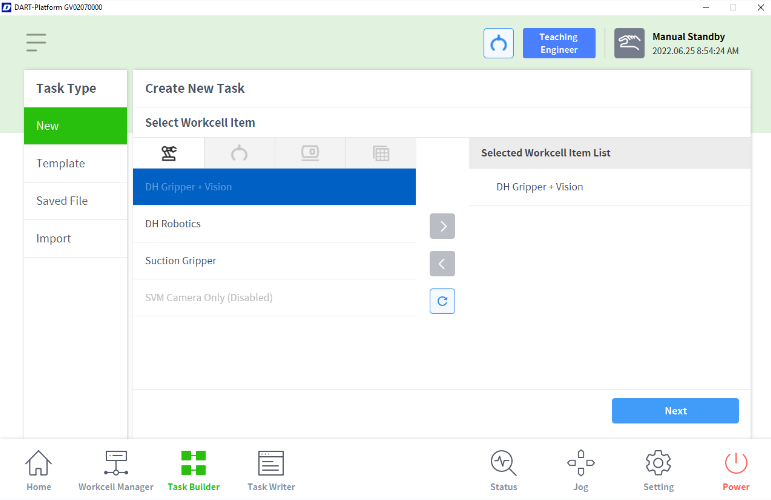 DART-Platform GV02070000
Teaching
Engineer
Manual Standby
2022.06.25 8:54:24 AM
Task Type
New
Template
Saved File
Import
Create New Task
Select Workcell Item
DH Gripper + Vision
DH Robotics
Suction Gripper
SVM Camera Only (Disabled)
Selected Workcell Item List
DH Gripper + Vision
Next
Home
Workcell Manager
Task Builder
Task Writer
Status
Jog
Setting
Power